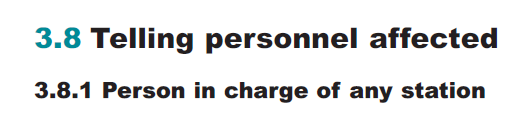 3.8 Telling personnel affected
3.8.1 Person in charge of any station